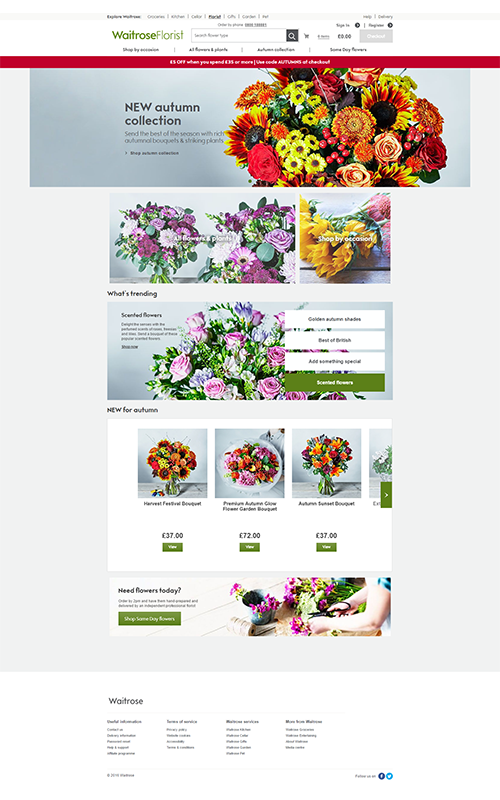 Explore Waitrose: Groceries | Kitchen | Cellar | Florist | Gifts | Garden | Pet Help | Delivery
Order by phone:
Sign In | Register
WaitroseFlorist
Search flower type
£0.00
Checkout
Shop by occasion | All flowers & plants | Autumn collection | Same Day flowers
£5 OFF when you spend £35 or more | Use code AUTUMN5 at checkout
NEW autumn
collection
Send the best of the season with rich
autumnal bouquets & striking plants
Shop autumn collection
All flowers & plants
Shop by occasion
What's trending
Scented flowers
Delight the senses with the
perfumed scents of roses, freesias
and lilies. Send a bouquet of these
popular scented flowers
Shop now
Golden autumn shades
Best of British
Add something special
Scented flowers
NEW for autumn
Harvest Festival Bouquet
£37.00
View
Premium Autumn Glow
Flower Garden Bouquet
£72.00
View
Autumn Sunset Bouquet
£37.00
View
Need flowers today?
Order by 2pm and have them hand-prepared and
delivered by an independent professional florist
Shop Same Day flowers
Waitrose
Useful information
Contact us
Delivery information
Password reset
Help & support
Affiliate programme
Terms of service
Privacy policy
Website cookies
Accessibility
Terms & conditions
Waitrose services
Waitrose Kitchen
Waitrose Cellar
Waitrose Gifts
Waitrose Garden
Waitrose Pet
More from Waitrose
Waitrose Groceries
Waitrose Entertaining
About Waitrose
Media centre
© 2016 Waitrose
Follow us on